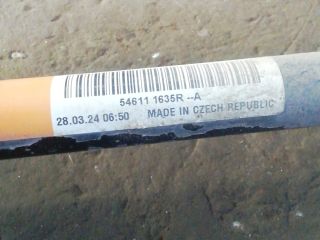 54611 1635R --A
28.03.24 06:50 MADE IN CZECH REPUBLIC